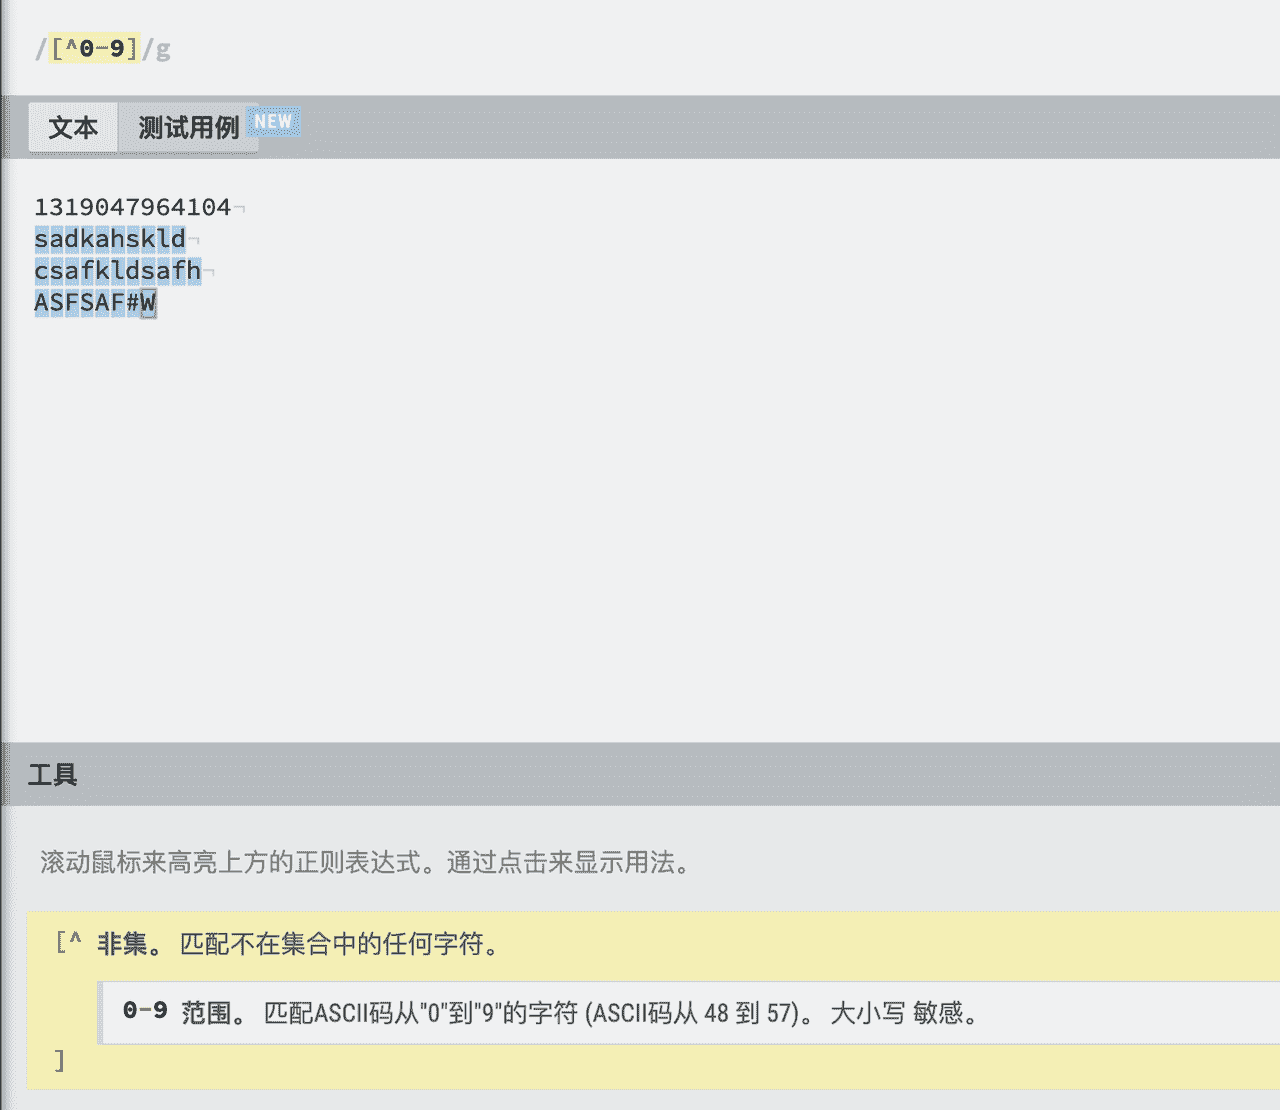 /[^0-9]/g
文本 测试用例 NEW
1319047964104¬
sadkahskld¬
csafkldsafh¬
ASFSAF#W
工具
滚动鼠标来高亮上方的正则表达式。通过点击来显示用法。
[^ 非集。 匹配不在集合中的任何字符。
0-9 范围。 匹配ASCII码从"0"到"9"的字符 (ASCII码从 48 到 57)。 大小写 敏感。
]